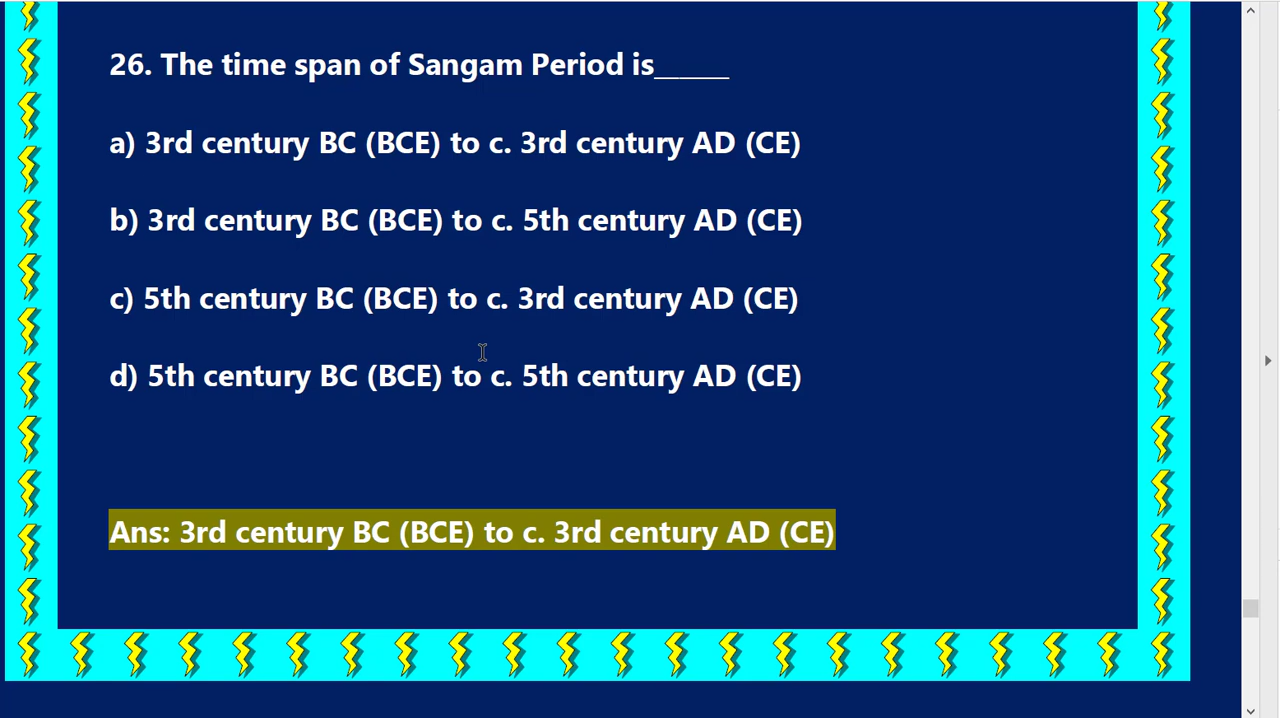 26. The time span of Sangam Period is_____
a) 3rd century BC (BCE) to c. 3rd century AD (CE)
b) 3rd century BC (BCE) to c. 5th century AD (CE)
c) 5th century BC (BCE) to c. 3rd century AD (CE)
d) 5th century BC (BCE) to c. 5th century AD (CE)
Ans: 3rd century BC (BCE) to c. 3rd century AD (CE)